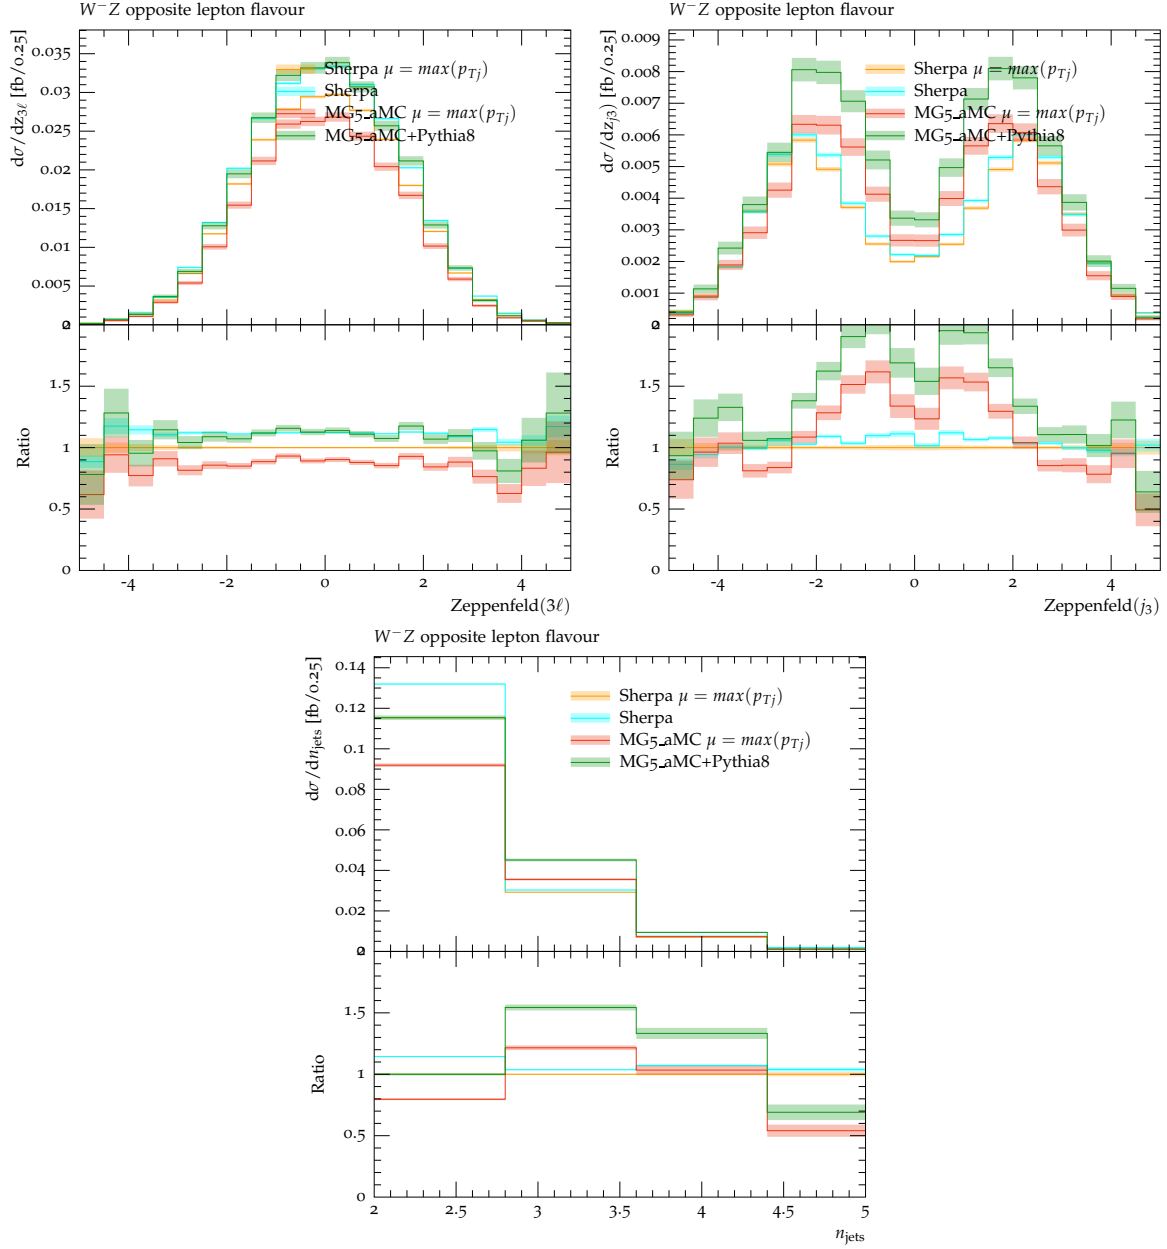 W⁻Z opposite lepton flavour
dσ/dz3ℓ [fb/0.25]
0.035
0.03
0.025
0.02
0.015
0.01
0.005
Sherpa μ = max(pTj)
Sherpa
MG5_aMC μ = max(pTj)
MG5_aMC+Pythia8
Ratio
2
1.5
1
0.5
0
-4 -2 0 2 4
Zeppenfeld(3ℓ)
W⁻Z opposite lepton flavour
dσ/dzj3) [fb/0.25]
0.009
0.008
0.007
0.006
0.005
0.004
0.003
0.002
0.001
Sherpa μ = max(pTj)
Sherpa
MG5_aMC μ = max(pTj)
MG5_aMC+Pythia8
Ratio
2
1.5
1
0.5
0
-4 -2 0 2 4
Zeppenfeld(j3)
W⁻Z opposite lepton flavour
dσ/dnjets [fb/0.25]
0.14
0.12
0.1
0.08
0.06
0.04
0.02
Sherpa μ = max(pTj)
Sherpa
MG5_aMC μ = max(pTj)
MG5_aMC+Pythia8
Ratio
1.5
1
0.5
0
2 2.5 3 3.5 4 4.5 5
njets